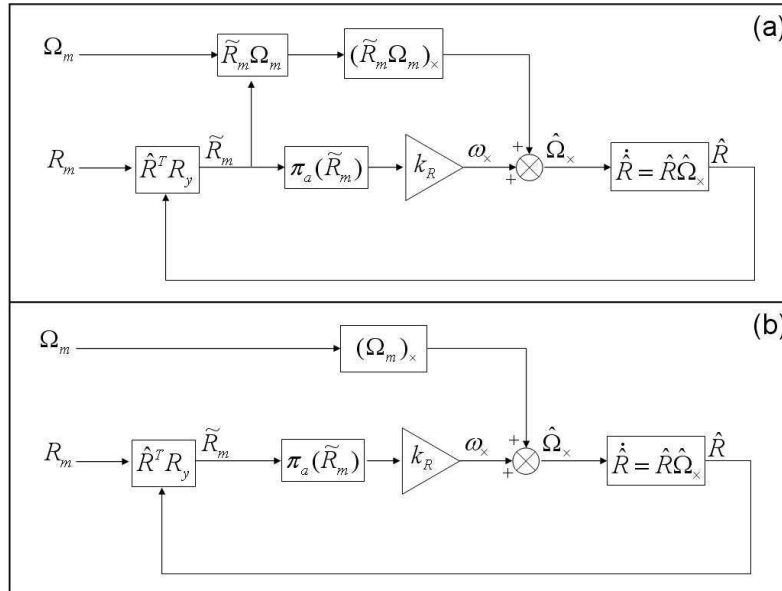 (a)
Ω_m
R̃_m Ω_m
(R̃_m Ω_m)_×
R_m
R̂^T R_y
R̃_m
π_a(R̃_m)
k_R
ω_×
+
+
Ω̂_×
R̂̇ = R̂Ω̂_×
R̂
(b)
Ω_m
(Ω_m)_×
R_m
R̂^T R_y
R̃_m
π_a(R̃_m)
k_R
ω_×
+
+
Ω̂_×
R̂̇ = R̂Ω̂_×
R̂